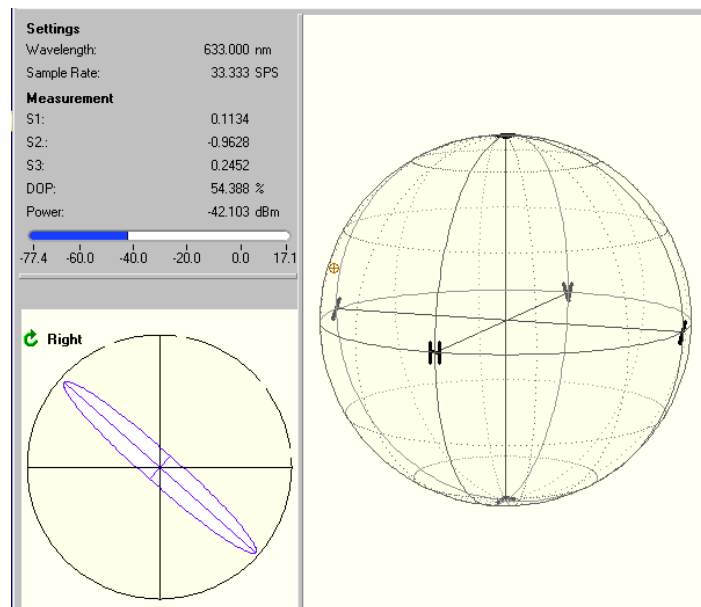 Settings
Wavelength: 633.000 nm
Sample Rate: 33.333 SPS
Measurement
S1: 0.1134
S2.: -0.9628
S3: 0.2452
DOP: 54.388 %
Power: -42.103 dBm
-77.4 -60.0 -40.0 -20.0 0.0 17.1
Right
V
H